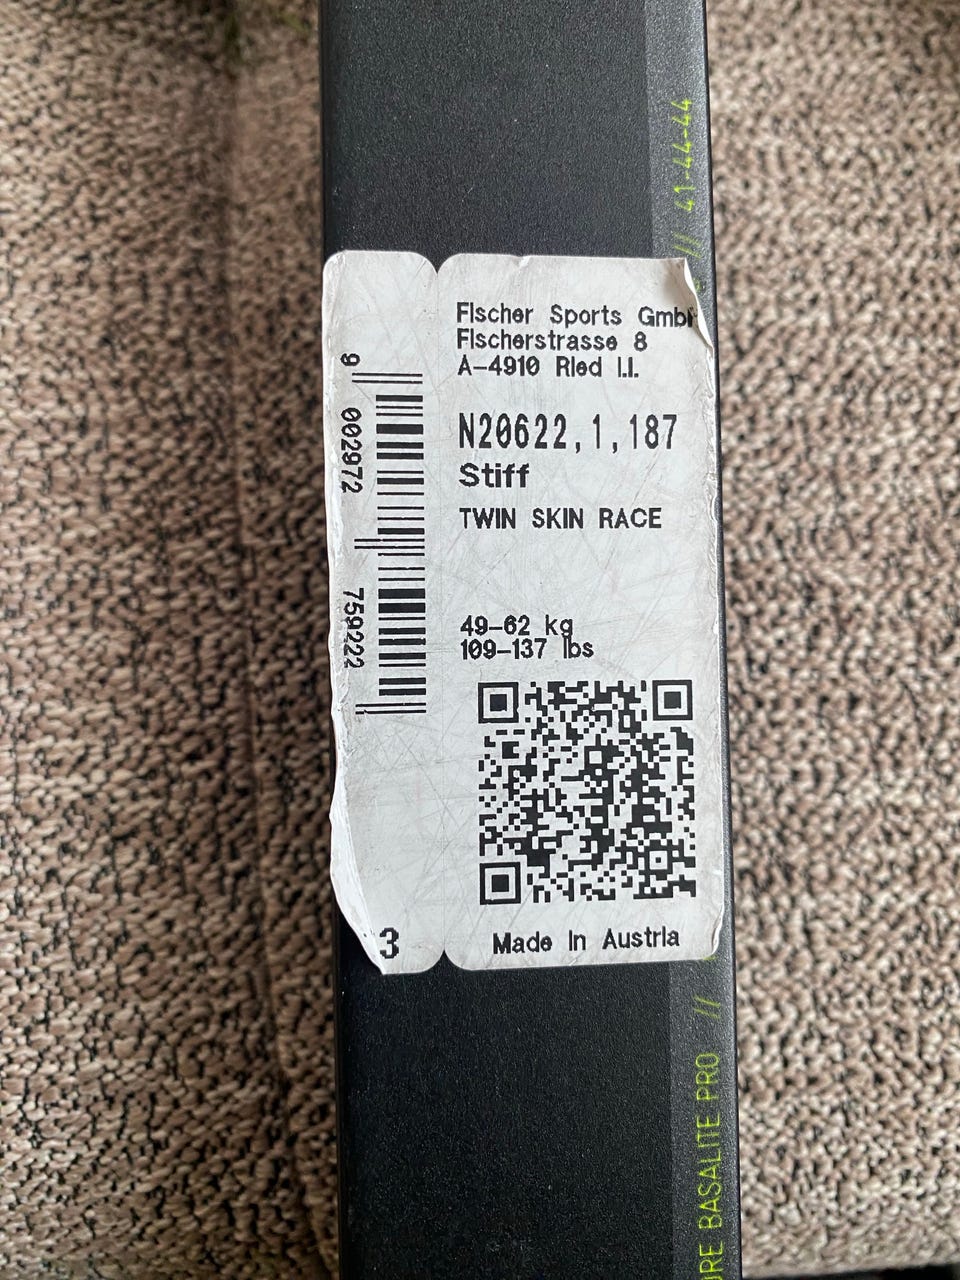 Fischer Sports Gmb
Fischerstrasse 8
A-4910 Ried I.I.
N20622,1,187
Stiff
TWIN SKIN RACE
49-62 kg
109-137 lbs
Made In Austria
9 002972 759222
3
// 41-44-44
BASALITE PRO //